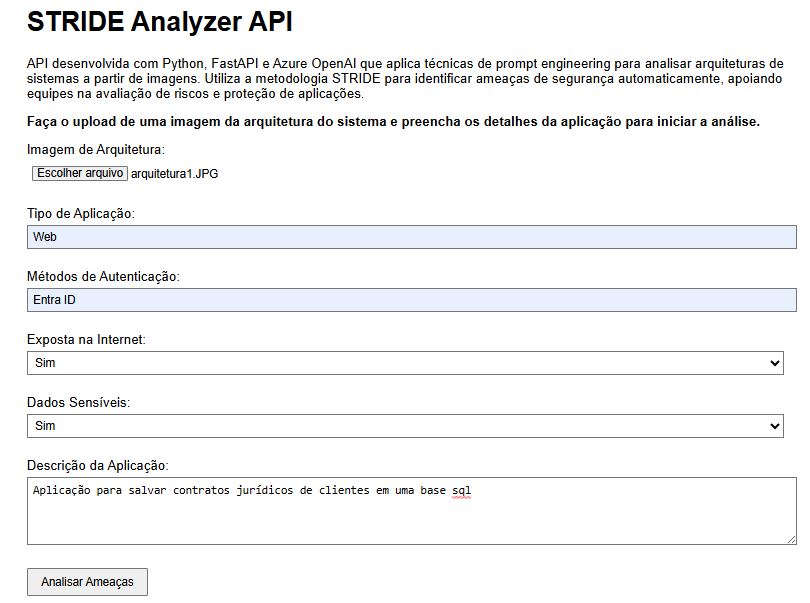 STRIDE Analyzer API
API desenvolvida com Python, FastAPI e Azure OpenAI que aplica técnicas de prompt engineering para analisar arquiteturas de
sistemas a partir de imagens. Utiliza a metodologia STRIDE para identificar ameaças de segurança automaticamente, apoiando
equipes na avaliação de riscos e proteção de aplicações.
Faça o upload de uma imagem da arquitetura do sistema e preencha os detalhes da aplicação para iniciar a análise.
Imagem de Arquitetura:
Escolher arquivo arquitetura1.JPG
Tipo de Aplicação:
Web
Métodos de Autenticação:
Entra ID
Exposta na Internet:
Sim
Dados Sensíveis:
Sim
Descrição da Aplicação:
Aplicação para salvar contratos jurídicos de clientes em uma base sql
Analisar Ameaças